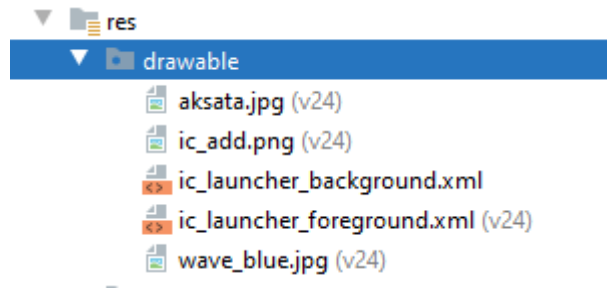 res
drawable
aksata.jpg (v24)
ic_add.png (v24)
ic_launcher_background.xml
ic_launcher_foreground.xml (v24)
wave_blue.jpg (v24)